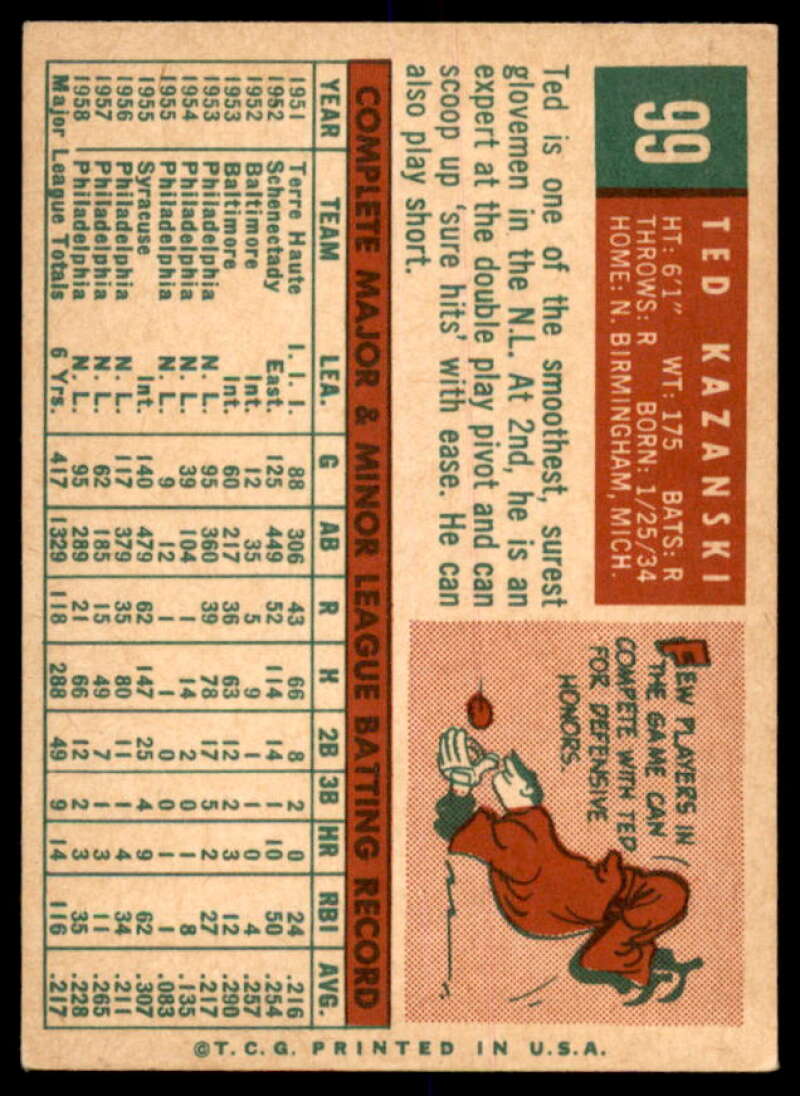 99
TED KAZANSKI
HT: 6'1" WT: 175 BATS: R
THROWS: R BORN: 1/25/34
HOME: N. BIRMINGHAM, MICH.
Ted is one of the smoothest, surest
glovemen in the N.L. At 2nd, he is an
expert at the double play pivot and can
scoop up 'sure hits' with ease. He can
also play short.
FEW PLAYERS IN
THE GAME CAN
COMPETE WITH TED
FOR DEFENSIVE
HONORS.
COMPLETE MAJOR & MINOR LEAGUE BATTING RECORD
YEAR TEAM LEA. G AB R H 2B 3B HR RBI AVG.
1951 Terre Haute I. I. I. 88 306 43 66 8 2 0 24 .216
1952 Schenectady East. 125 449 52 114 14 1 1 50 .254
1952 Baltimore Int. 12 35 5 9 1 0 0 4 .257
1953 Baltimore Int. 60 217 36 63 12 2 3 12 .290
1953 Philadelphia N. L. 95 360 39 78 17 5 2 27 .217
1954 Philadelphia N. L. 39 104 1 14 2 0 1 8 .135
1955 Philadelphia N. L. 9 12 1 1 0 0 1 1 .083
1955 Syracuse Int. 140 479 62 147 25 4 9 62 .307
1956 Philadelphia N. L. 117 379 35 80 11 1 4 34 .211
1957 Philadelphia N. L. 62 185 15 49 7 1 3 11 .265
1958 Philadelphia N. L. 95 289 21 66 12 2 3 35 .228
Major League Totals 6 Yrs. 417 1329 118 288 49 9 14 116 .217
©T.C.G. PRINTED IN U.S.A.